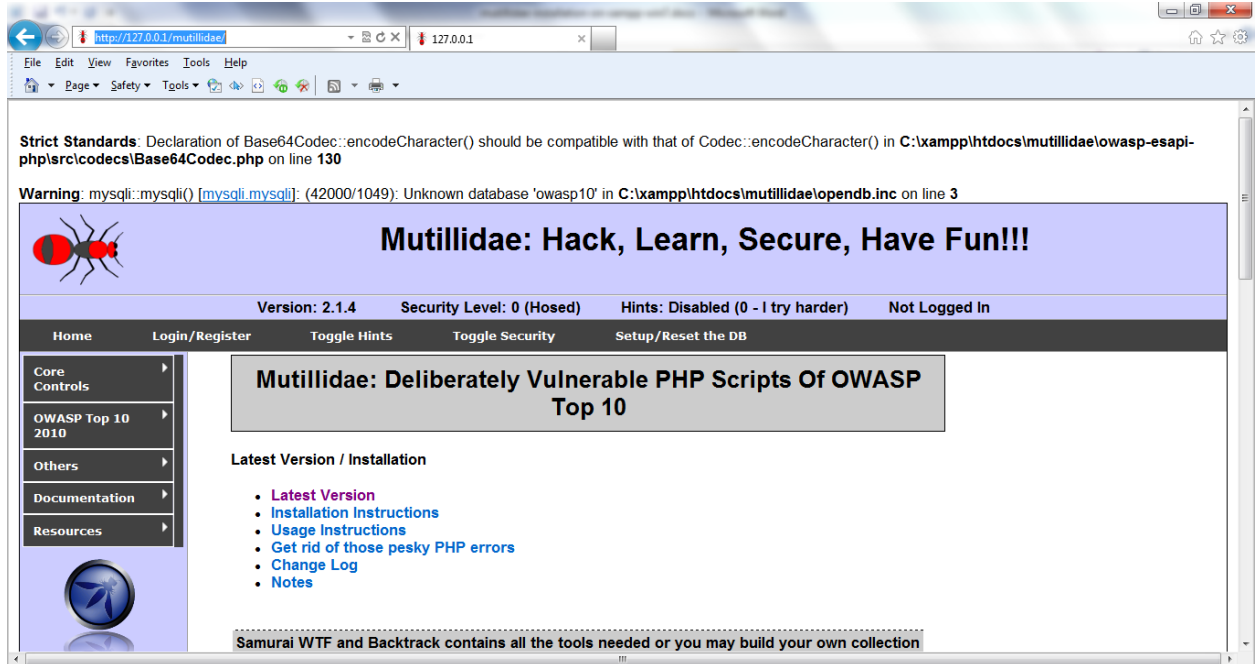 http://127.0.0.1/mutillidae/
127.0.0.1
File Edit View Favorites Tools Help
Page Safety Tools
Strict Standards: Declaration of Base64Codec::encodeCharacter() should be compatible with that of Codec::encodeCharacter() in C:\xampp\htdocs\mutillidae\owasp-esapi-
php\src\codecs\Base64Codec.php on line 130
Warning: mysqli::mysqli() [mysqli.mysqli]: (42000/1049): Unknown database 'owasp10' in C:\xampp\htdocs\mutillidae\opendb.inc on line 3
Mutillidae: Hack, Learn, Secure, Have Fun!!!
Version: 2.1.4 Security Level: 0 (Hosed) Hints: Disabled (0 - I try harder) Not Logged In
Home Login/Register Toggle Hints Toggle Security Setup/Reset the DB
Core
Controls
OWASP Top 10
2010
Others
Documentation
Resources
Mutillidae: Deliberately Vulnerable PHP Scripts Of OWASP
Top 10
Latest Version / Installation
Latest Version
Installation Instructions
Usage Instructions
Get rid of those pesky PHP errors
Change Log
Notes
Samurai WTF and Backtrack contains all the tools needed or you may build your own collection